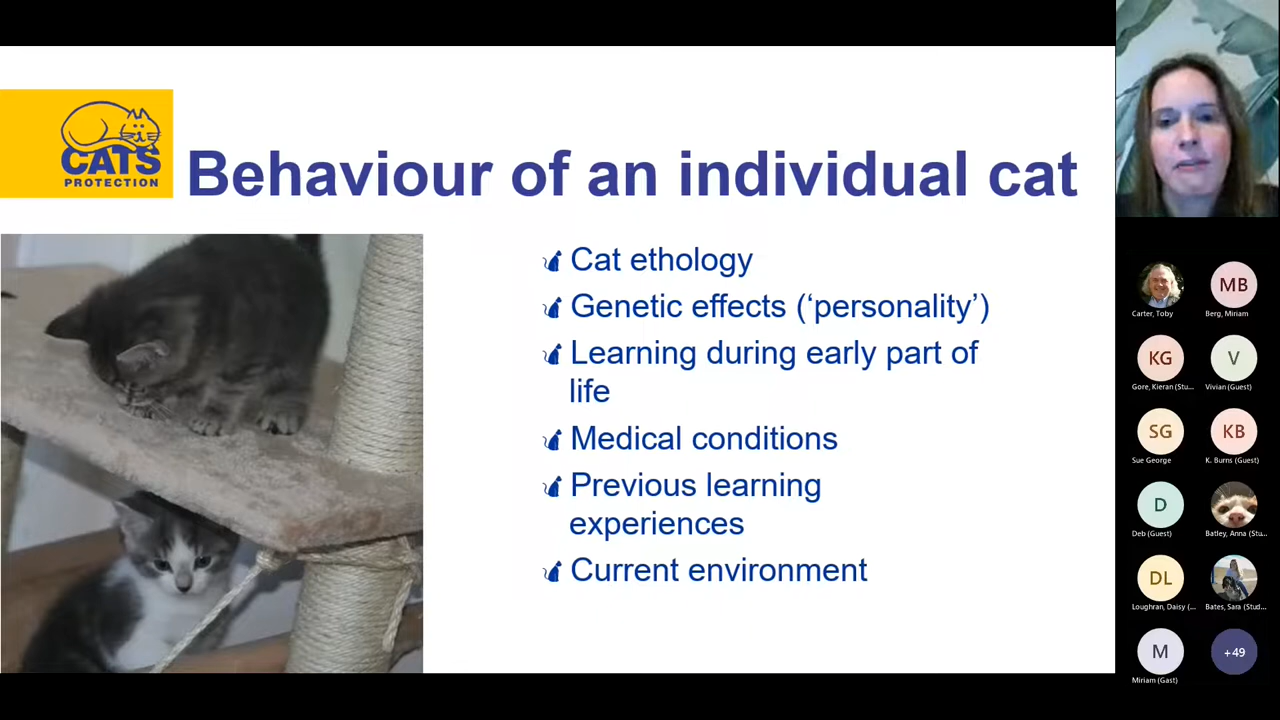 CATS
PROTECTION
Behaviour of an individual cat
Cat ethology
Genetic effects (‘personality’)
Learning during early part of
life
Medical conditions
Previous learning
experiences
Current environment
Carter, Toby
MB
Berg, Miriam
KG
Gore, Kieran (Stu...
V
Vivian (Guest)
SG
Sue George
KB
K. Burns (Guest)
D
Deb (Guest)
Batley, Anna (Stu...
DL
Loughran, Daisy (...
Bates, Sara (Stud...
M
Miriam (Gast)
+49